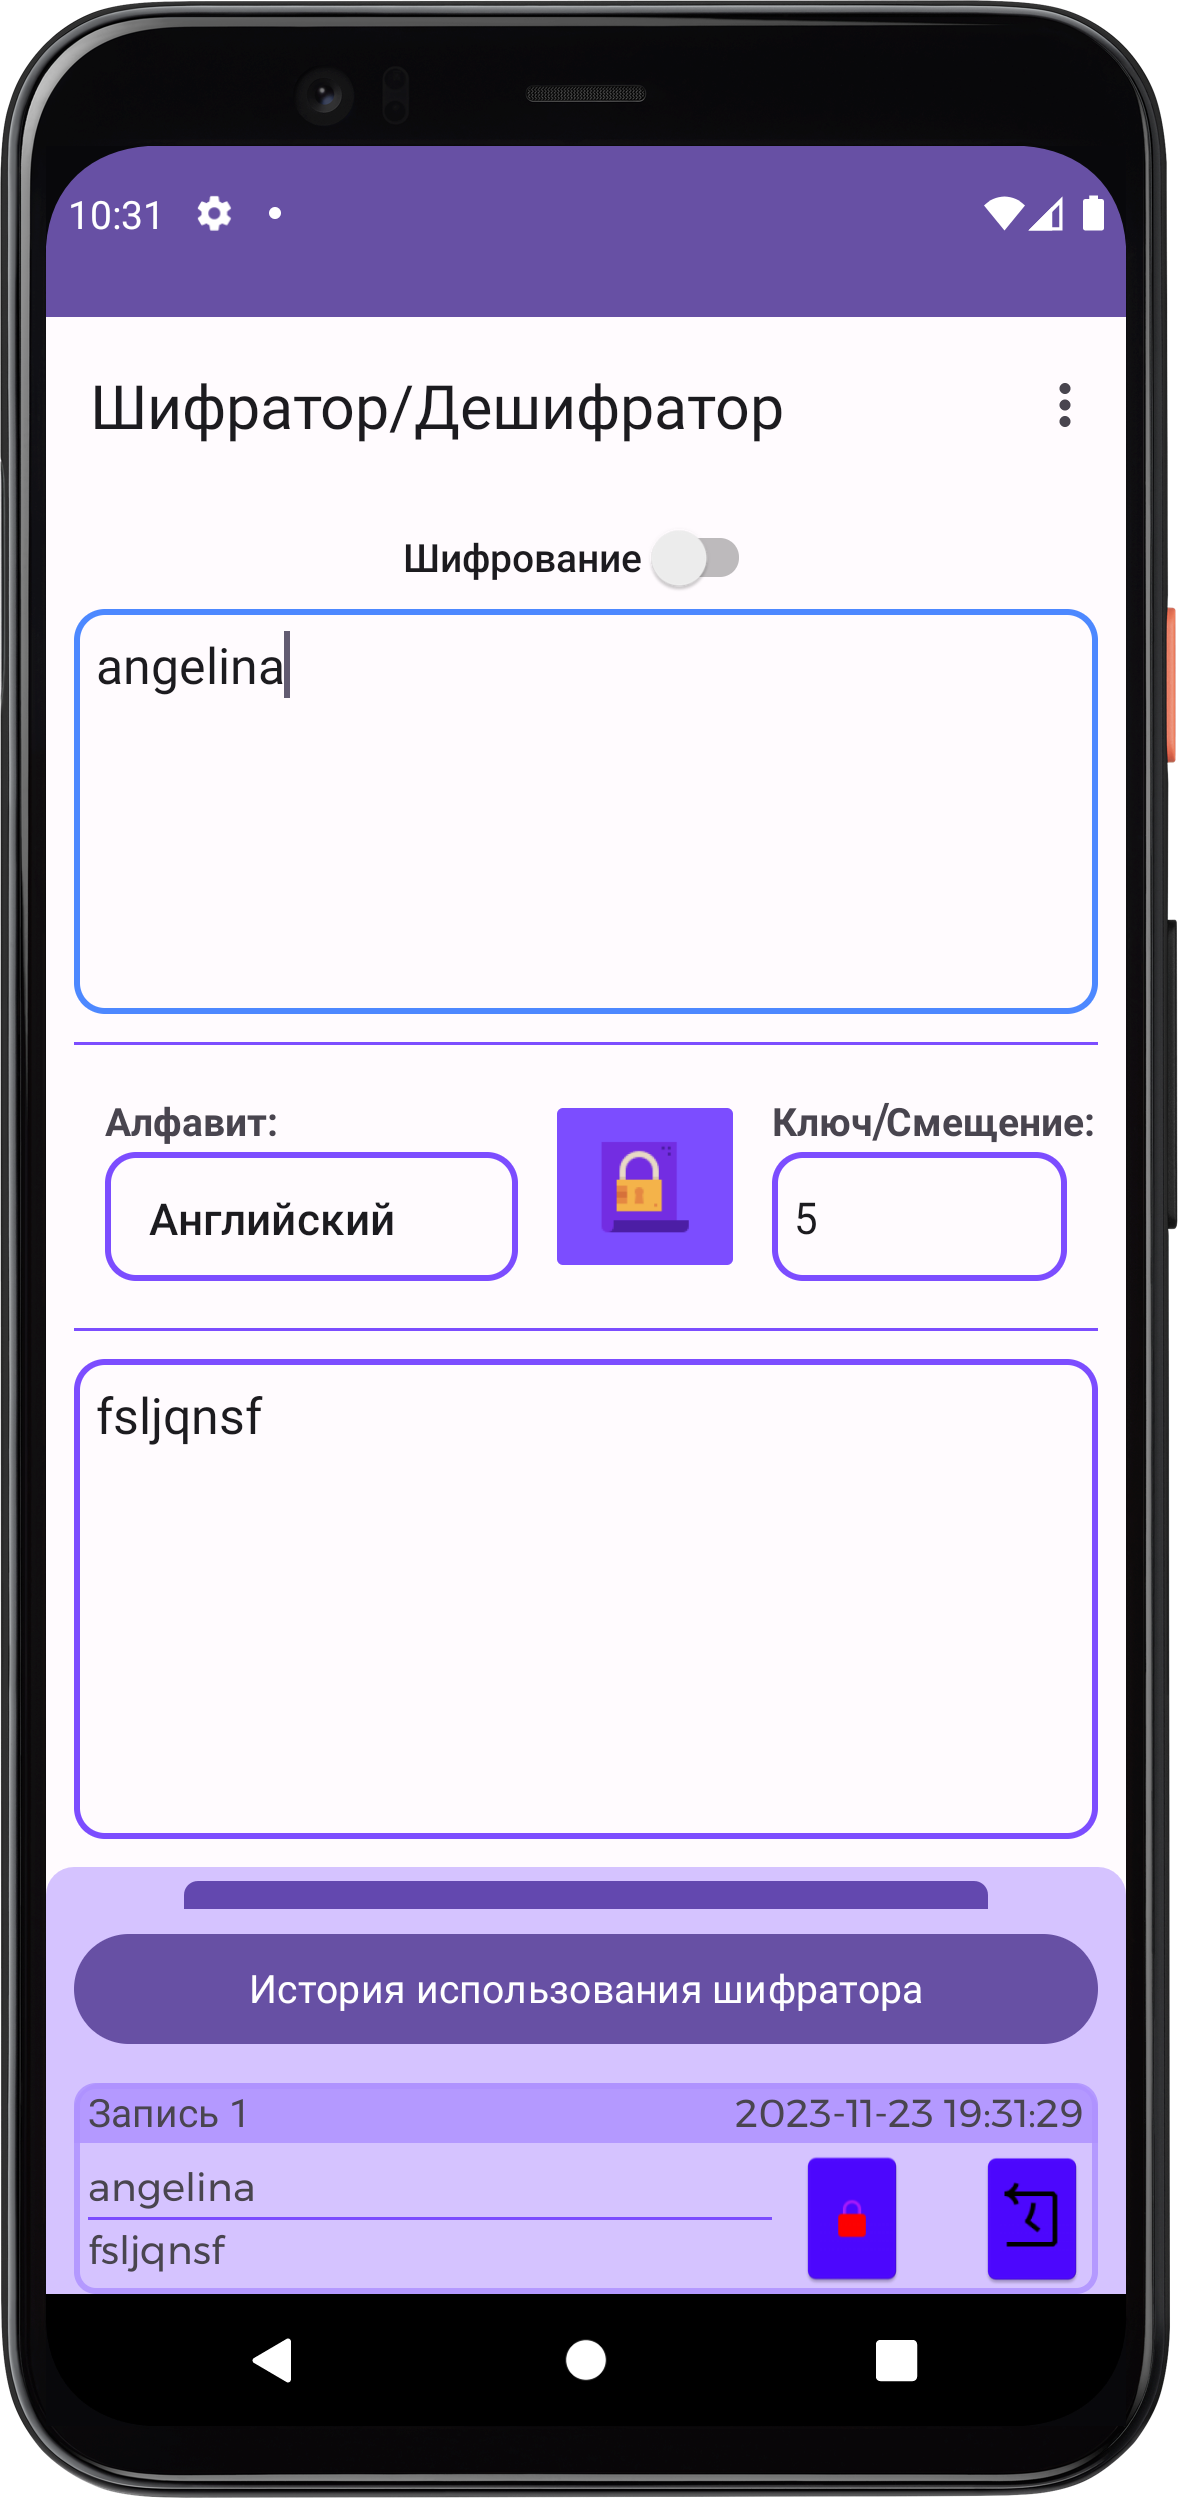 10:31
Шифратор/Дешифратор
Шифрование
angelina
Алфавит:
Ключ/Смещение:
Английский
5
fsljqnsf
История использования шифратора
Запись 1
2023-11-23 19:31:29
angelina
fsljqnsf